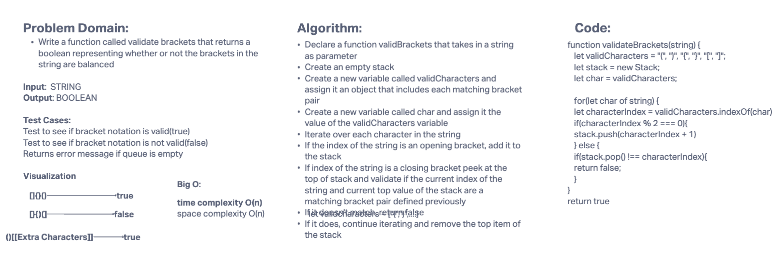 Problem Domain:
• Write a function called validate brackets that returns a
boolean representing whether or not the brackets in the
string are balanced
Input: STRING
Output: BOOLEAN
Test Cases:
Test to see if bracket notation is valid(true)
Test to see if bracket notation is not valid(false)
Returns error message if queue is empty
Visualization
[]{}() true
[]{)() false
()[[Extra Characters]] true
Big O:
time complexity O(n)
space complexity O(n)
Algorithm:
• Declare a function validBrackets that takes in a string
as parameter
• Create an empty stack
• Create a new variable called validCharacters and
assign it an object that includes each matching bracket
pair
• Create a new variable called char and assign it the
value of the validCharacters variable
• Iterate over each character in the string
• If the index of the string is an opening bracket, add it to
the stack
• If index of the string is a closing bracket peek at the
top of stack and validate if the current index of the
string and current top value of the stack are a
matching bracket pair defined previously
• If it doesn't match, return false
• If it does, continue iterating and remove the top item of
the stack
Code:
function validateBrackets(string) {
let validCharacters =
let stack = new Stack;
let char = validCharacters;
for(let char of string) {
let characterIndex = validCharacters.indexOf(char)
if(characterIndex % 2 === 0){
stack.push(characterIndex + 1)
} else {
if(stack.pop() !== characterIndex){
return false;
}
}
return true